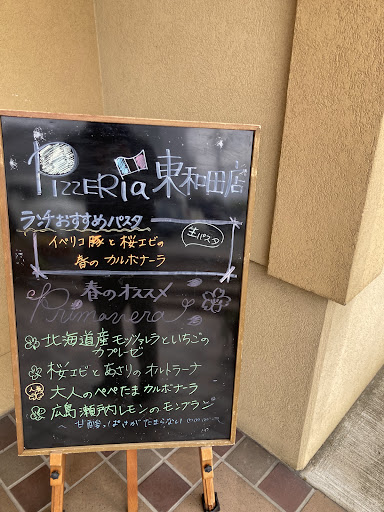 PIZZERIa 東和田店
ランチおすすめパスタ
生パスタ
イベリコ豚と桜エビの
春のカルボナーラ
春のオススメ
Primavera
北海道産モッツァレラといちごの
カプレーゼ
桜エビとあさりのオルトラーナ
人気 大人のぺぺたまカルボナーラ
広島瀬戸内レモンのモンブラン